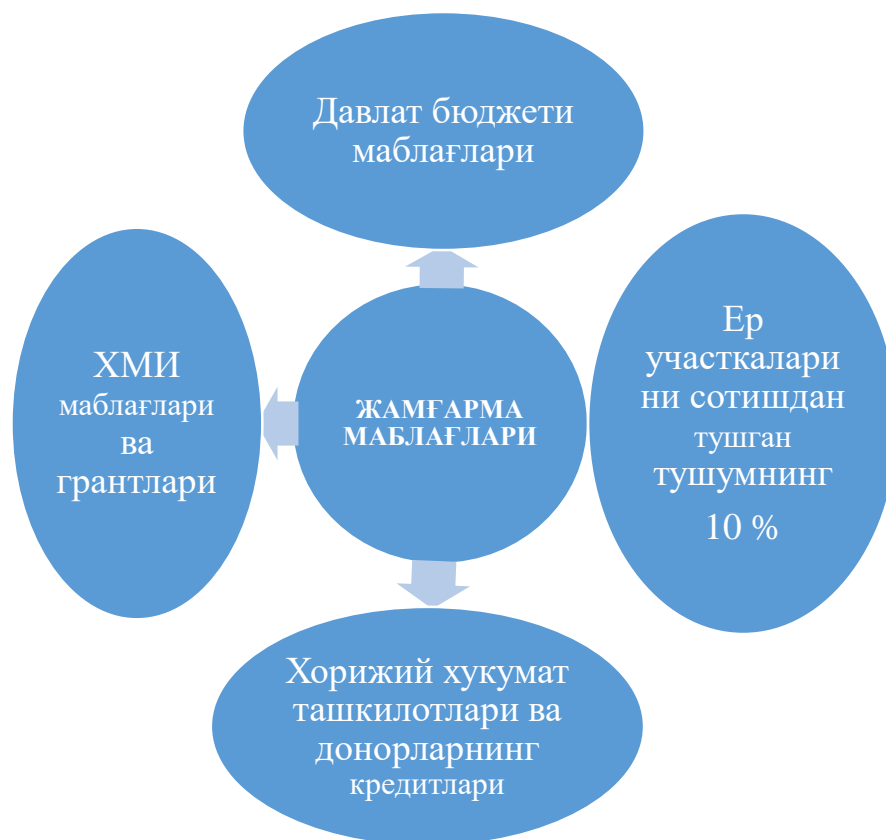 Давлат бюджети
маблағлари
ХМИ
маблағлари
ва
грантлари
ЖАМҒАРМА
МАБЛАҒЛАРИ
Ер
участкалари
ни сотишдан
тушган
тушумнинг
10 %
Хорижий хукумат
ташкилотлари ва
донорларнинг
кредитлари